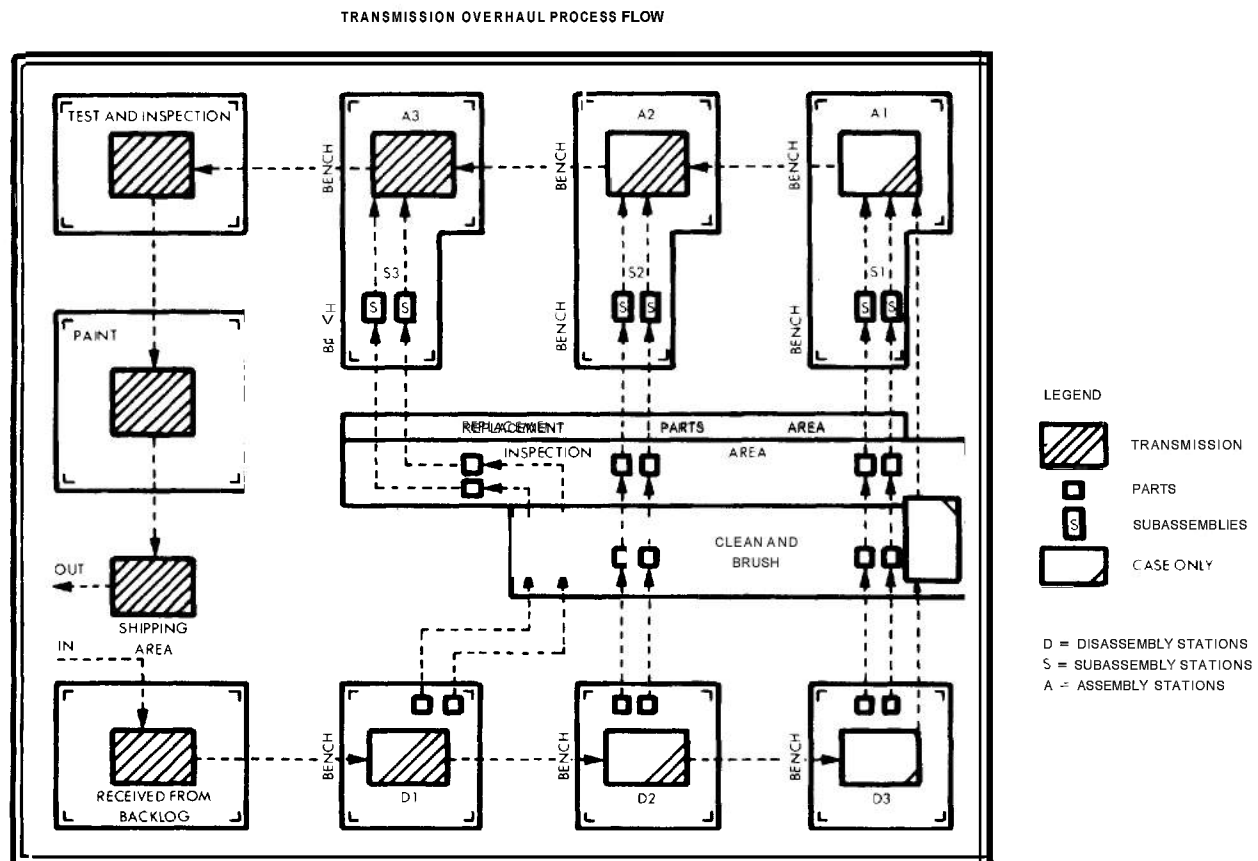 TRANSMISSION OVERHAUL PROCESS FLOW
TEST AND INSPECTION
A3
A2
A1
BENCH
BENCH
BENCH
S3
S2
S1
S
S
S
S
S
S
BENCH
BENCH
PAINT
REPLACEMENT PARTS AREA
INSPECTION AREA
CLEAN AND
BRUSH
OUT
SHIPPING
AREA
IN
RECEIVED FROM
BACKLOG
BENCH
BENCH
BENCH
D1
D2
D3
LEGEND
TRANSMISSION
PARTS
S
SUBASSEMBLIES
CASE ONLY
D = DISASSEMBLY STATIONS
S = SUBASSEMBLY STATIONS
A = ASSEMBLY STATIONS